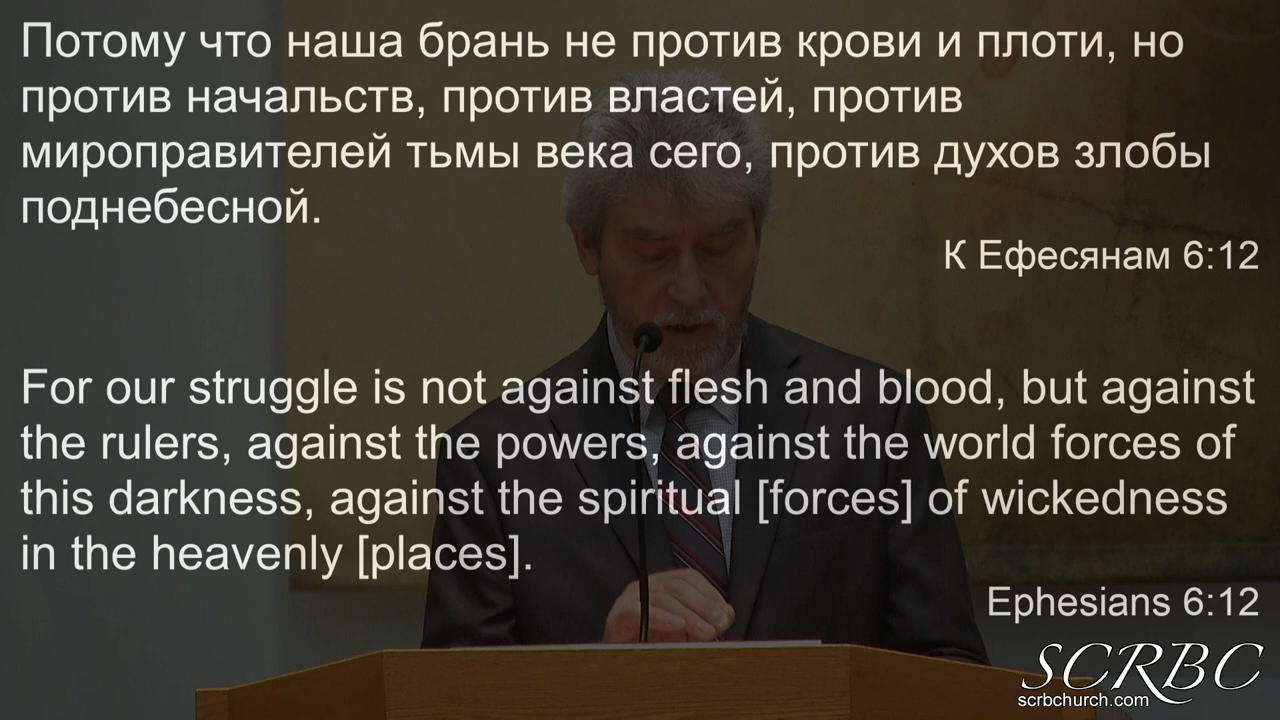 Потому что наша брань не против крови и плоти, но
против начальств, против властей, против
мироправителей тьмы века сего, против духов злобы
поднебесной.
К Ефесянам 6:12
For our struggle is not against flesh and blood, but against
the rulers, against the powers, against the world forces of
this darkness, against the spiritual [forces] of wickedness
in the heavenly [places].
Ephesians 6:12
SCRBC
scrbchurch.com